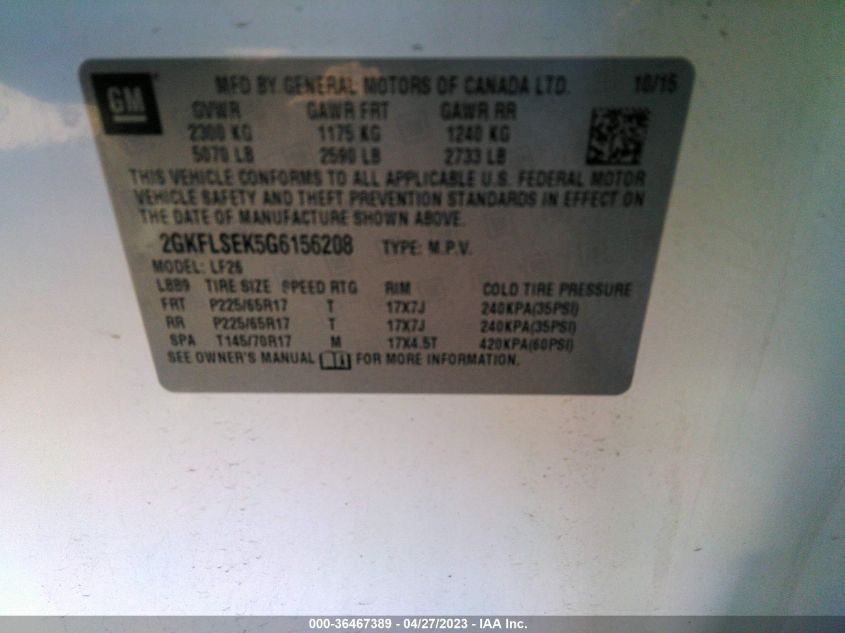 GM
MFD BY GENERAL MOTORS OF CANADA LTD. 10/15
GVWR GAWR FRT GAWR RR
2300 KG 1175 KG 1240 KG
5070 LB 2590 LB 2733 LB
THIS VEHICLE CONFORMS TO ALL APPLICABLE U.S. FEDERAL MOTOR
VEHICLE SAFETY AND THEFT PREVENTION STANDARDS IN EFFECT ON
THE DATE OF MANUFACTURE SHOWN ABOVE.
2GKFLSEK5G6156208 TYPE: M.P.V.
MODEL: LF26
LBB9 TIRE SIZE SPEED RTG RIM COLD TIRE PRESSURE
FRT P225/65R17 T 17X7J 240KPA(35PSI)
RR P225/65R17 T 17X7J 240KPA(35PSI)
SPA T145/70R17 M 17X4.5T 420KPA(60PSI)
SEE OWNER'S MANUAL FOR MORE INFORMATION.
000-36467389 - 04/27/2023 - IAA Inc.